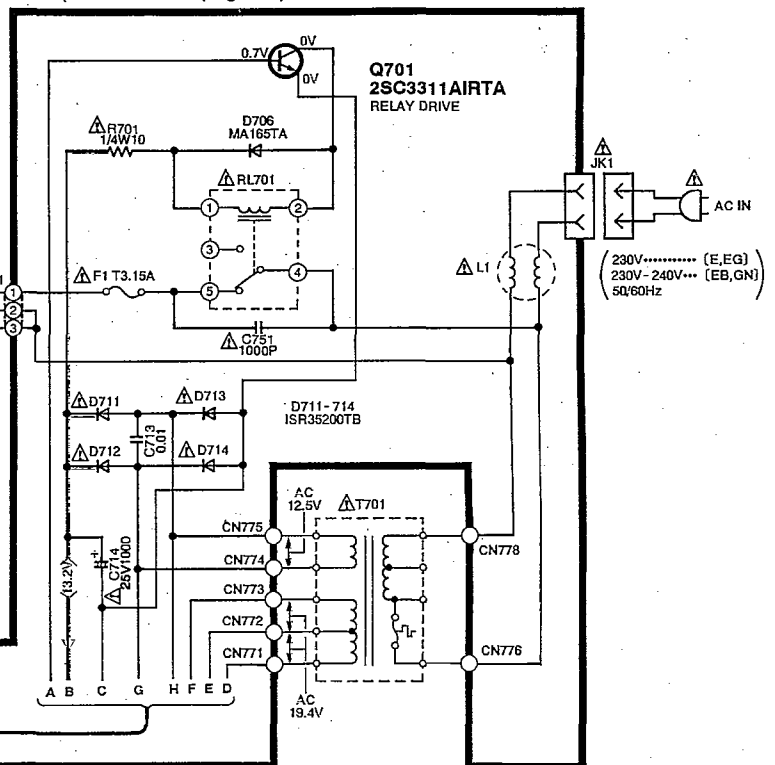 0V
0.7V
0V
Q701
2SC3311AIRTA
RELAY DRIVE
R701
1/4W10
D706
MA165TA
JK1
RL701
1
2
AC IN
3
L1
230V [E,EG]
230V-240V [EB,GN]
50/60Hz
F1 T3.15A
4
5
1
2
3
C751
1000P
D711
D713
D711-714
ISR35200TB
C713
0.01
D712
D714
AC
12.5V
T701
CN775
CN778
CN774
C714
25V1000
13.2V
CN773
CN772
CN776
CN771
A B C G H F E D
AC
19.4V